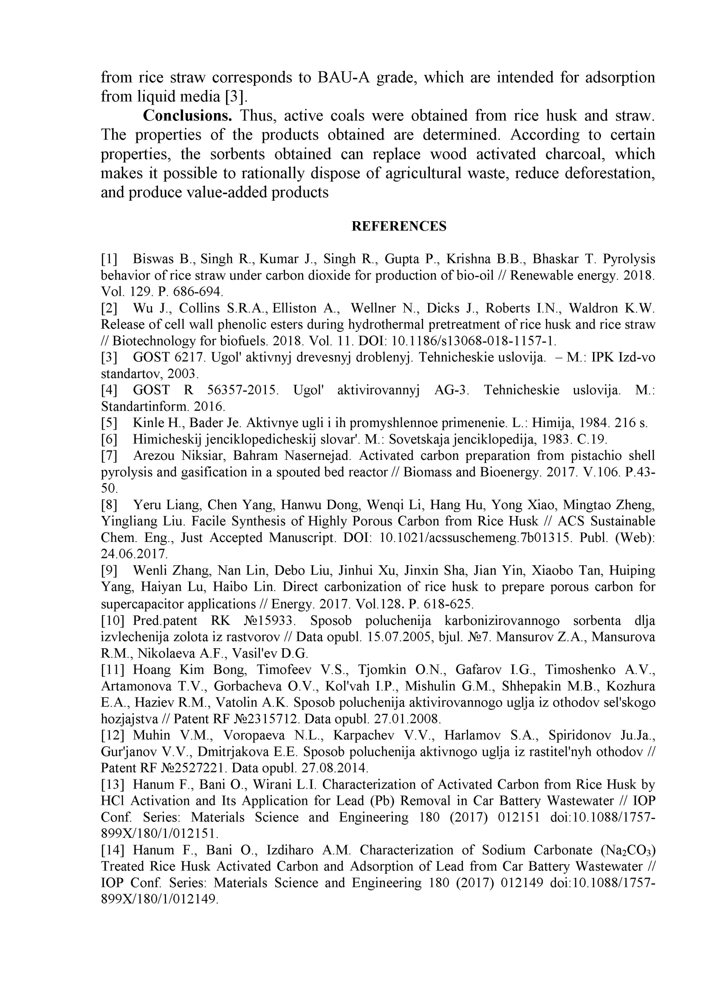 from rice straw corresponds to BAU-A grade, which are intended for adsorption
from liquid media [3].
Conclusions. Thus, active coals were obtained from rice husk and straw.
The properties of the products obtained are determined. According to certain
properties, the sorbents obtained can replace wood activated charcoal, which
makes it possible to rationally dispose of agricultural waste, reduce deforestation,
and produce value-added products
REFERENCES
[1] Biswas B., Singh R., Kumar J., Singh R., Gupta P., Krishna B.B., Bhaskar T. Pyrolysis
behavior of rice straw under carbon dioxide for production of bio-oil // Renewable energy. 2018.
Vol. 129. P. 686-694.
[2] Wu J., Collins S.R.A., Elliston A., Wellner N., Dicks J., Roberts I.N., Waldron K.W.
Release of cell wall phenolic esters during hydrothermal pretreatment of rice husk and rice straw
// Biotechnology for biofuels. 2018. Vol. 11. DOI: 10.1186/s13068-018-1157-1.
[3] GOST 6217. Ugol' aktivnyj drevesnyj droblenyj. Tehnicheskie uslovija. – M.: IPK Izd-vo
standartov, 2003.
[4] GOST R 56357-2015. Ugol' aktivirovannyj AG-3. Tehnicheskie uslovija. M.:
Standartinform. 2016.
[5] Kinle H., Bader Je. Aktivnye ugli i ih promyshlennoe primenenie. L.: Himija, 1984. 216 s.
[6] Himicheskij jenciklopedicheskij slovar'. M.: Sovetskaja jenciklopedija, 1983. C.19.
[7] Arezou Niksiar, Bahram Nasernejad. Activated carbon preparation from pistachio shell
pyrolysis and gasification in a spouted bed reactor // Biomass and Bioenergy. 2017. V.106. P.43-
50.
[8] Yeru Liang, Chen Yang, Hanwu Dong, Wenqi Li, Hang Hu, Yong Xiao, Mingtao Zheng,
Yingliang Liu. Facile Synthesis of Highly Porous Carbon from Rice Husk // ACS Sustainable
Chem. Eng., Just Accepted Manuscript. DOI: 10.1021/acssuschemeng.7b01315. Publ. (Web):
24.06.2017.
[9] Wenli Zhang, Nan Lin, Debo Liu, Jinhui Xu, Jinxin Sha, Jian Yin, Xiaobo Tan, Huiping
Yang, Haiyan Lu, Haibo Lin. Direct carbonization of rice husk to prepare porous carbon for
supercapacitor applications // Energy. 2017. Vol.128. P. 618-625.
[10] Pred.patent RK №15933. Sposob poluchenija karbonizirovannogo sorbenta dlja
izvlechenija zolota iz rastvorov // Data opubl. 15.07.2005, bjul. №7. Mansurov Z.A., Mansurova
R.M., Nikolaeva A.F., Vasil'ev D.G.
[11] Hoang Kim Bong, Timofeev V.S., Tjomkin O.N., Gafarov I.G., Timoshenko A.V.,
Artamonova T.V., Gorbacheva O.V., Kol'vah I.P., Mishulin G.M., Shhepakin M.B., Kozhura
E.A., Haziev R.M., Vatolin A.K. Sposob poluchenija aktivirovannogo uglja iz othodov sel'skogo
hozjajstva // Patent RF №2315712. Data opubl. 27.01.2008.
[12] Muhin V.M., Voropaeva N.L., Karpachev V.V., Harlamov S.A., Spiridonov Ju.Ja.,
Gur'janov V.V., Dmitrjakova E.E. Sposob poluchenija aktivnogo uglja iz rastitel'nyh othodov //
Patent RF №2527221. Data opubl. 27.08.2014.
[13] Hanum F., Bani O., Wirani L.I. Characterization of Activated Carbon from Rice Husk by
HCl Activation and Its Application for Lead (Pb) Removal in Car Battery Wastewater // IOP
Conf. Series: Materials Science and Engineering 180 (2017) 012151 doi:10.1088/1757-
899X/180/1/012151.
[14] Hanum F., Bani O., Izdiharo A.M. Characterization of Sodium Carbonate (Na₂CO₃)
Treated Rice Husk Activated Carbon and Adsorption of Lead from Car Battery Wastewater //
IOP Conf. Series: Materials Science and Engineering 180 (2017) 012149 doi:10.1088/1757-
899X/180/1/012149.